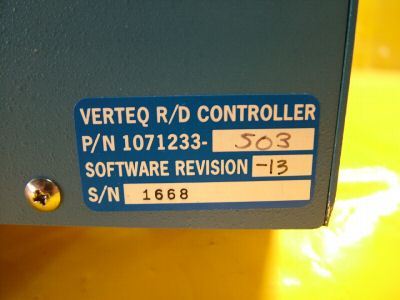 VERTEQ R/D CONTROLLER
P/N 1071233- 503
SOFTWARE REVISION -13
S/N 1668